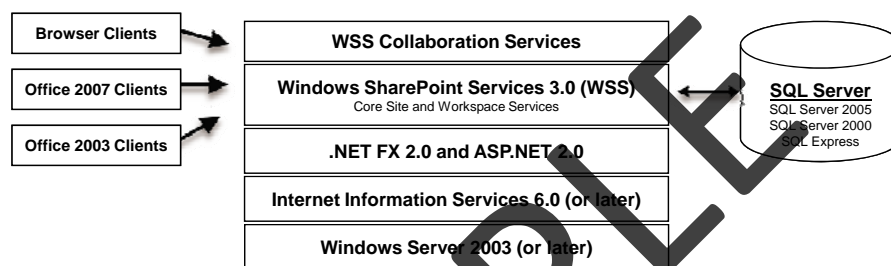 Browser Clients
Office 2007 Clients
Office 2003 Clients
WSS Collaboration Services
Windows SharePoint Services 3.0 (WSS)
Core Site and Workspace Services
.NET FX 2.0 and ASP.NET 2.0
Internet Information Services 6.0 (or later)
Windows Server 2003 (or later)
SQL Server
SQL Server 2005
SQL Server 2000
SQL Express
PLE